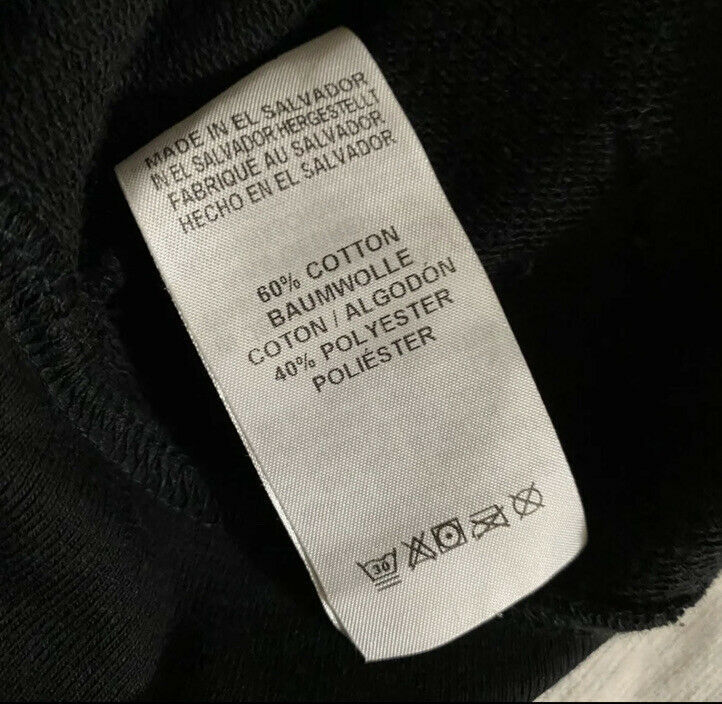 MADE IN EL SALVADOR
IN EL SALVADOR HERGESTELLT
FABRIQUÉ AU SALVADOR
HECHO EN EL SALVADOR
60% COTTON
BAUMWOLLE
COTON / ALGODÓN
40% POLYESTER
POLIÉSTER
30